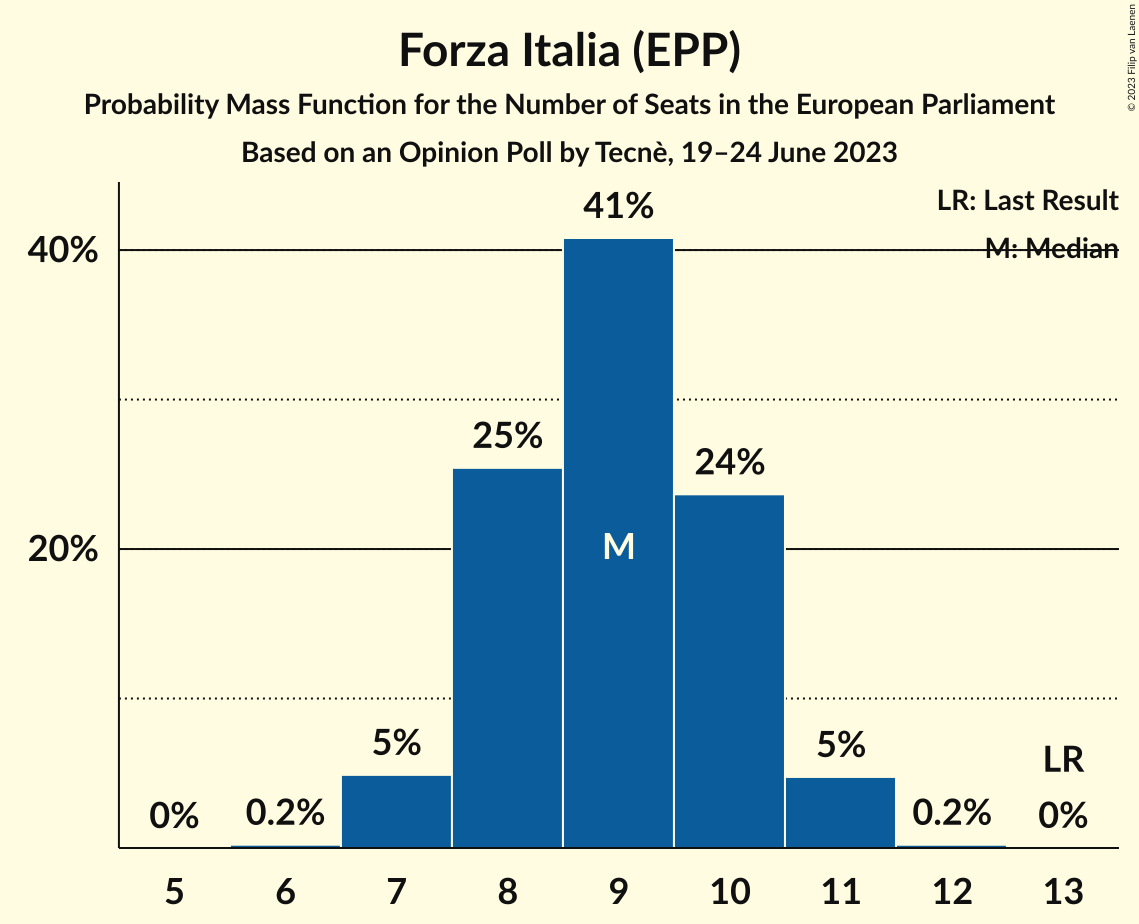 Forza Italia (EPP)
Probability Mass Function for the Number of Seats in the European Parliament
Based on an Opinion Poll by Tecnè, 19–24 June 2023
© 2023 Filip van Laenen
LR: Last Result
M: Median
40%
20%
0%
0.2%
5%
25%
41%
M
24%
5%
0.2%
LR
0%
5 6 7 8 9 10 11 12 13